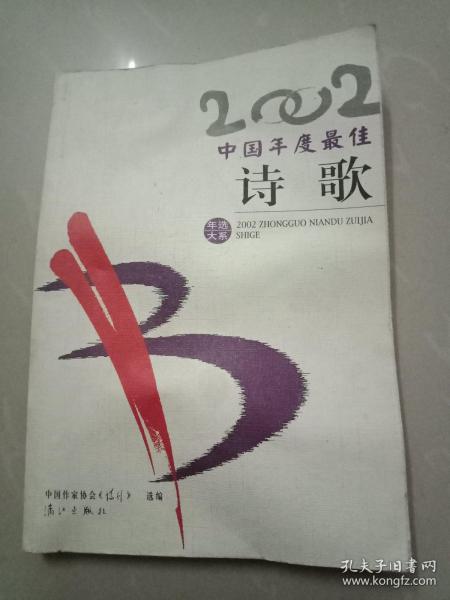 2002
中国年度最佳
诗歌
年选
大系
2002 ZHONGGUO NIANDU ZUIJIA
SHIGE
中国作家协会《诗刊》 选编
漓江出版社
孔夫子旧书网
www.kongfz.com